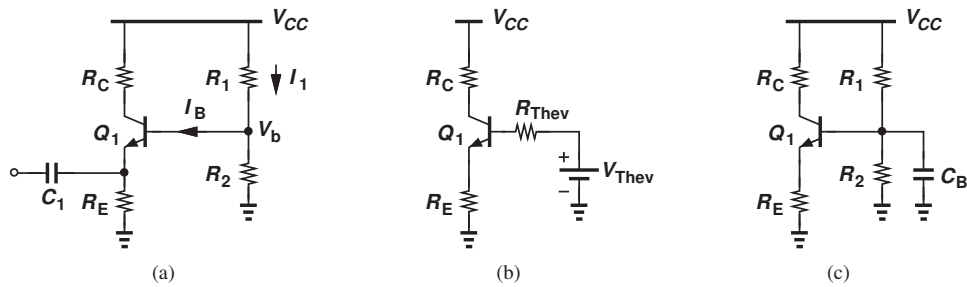 V_CC
R_C
R_1
I_1
I_B
Q_1
V_b
R_2
C_1
R_E
(a)
V_CC
R_C
R_Thev
Q_1
+
V_Thev
−
R_E
(b)
V_CC
R_C
R_1
Q_1
R_2
C_B
R_E
(c)